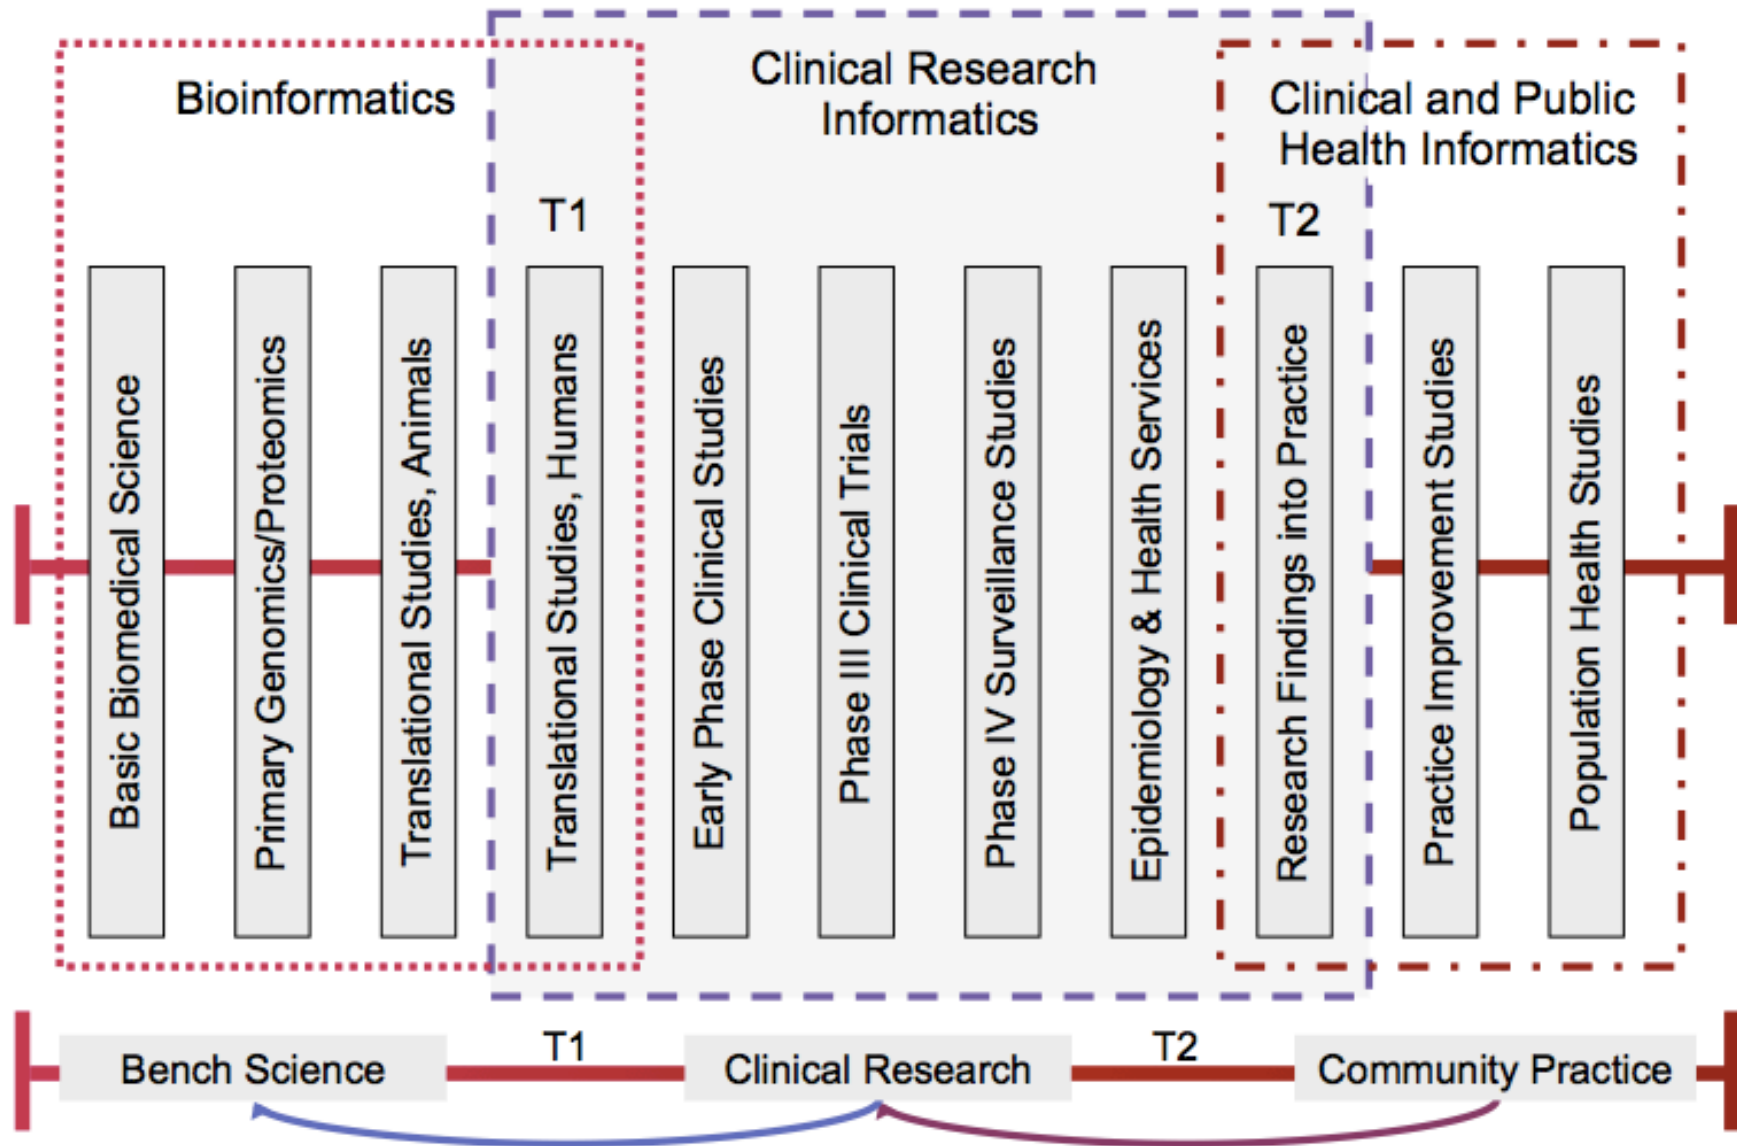 Bioinformatics
Clinical Research
Informatics
Clinical and Public
Health Informatics
T1
T2
Basic Biomedical Science
Primary Genomics/Proteomics
Translational Studies, Animals
Translational Studies, Humans
Early Phase Clinical Studies
Phase III Clinical Trials
Phase IV Surveillance Studies
Epidemiology & Health Services
Research Findings into Practice
Practice Improvement Studies
Population Health Studies
Bench Science
T1
Clinical Research
T2
Community Practice